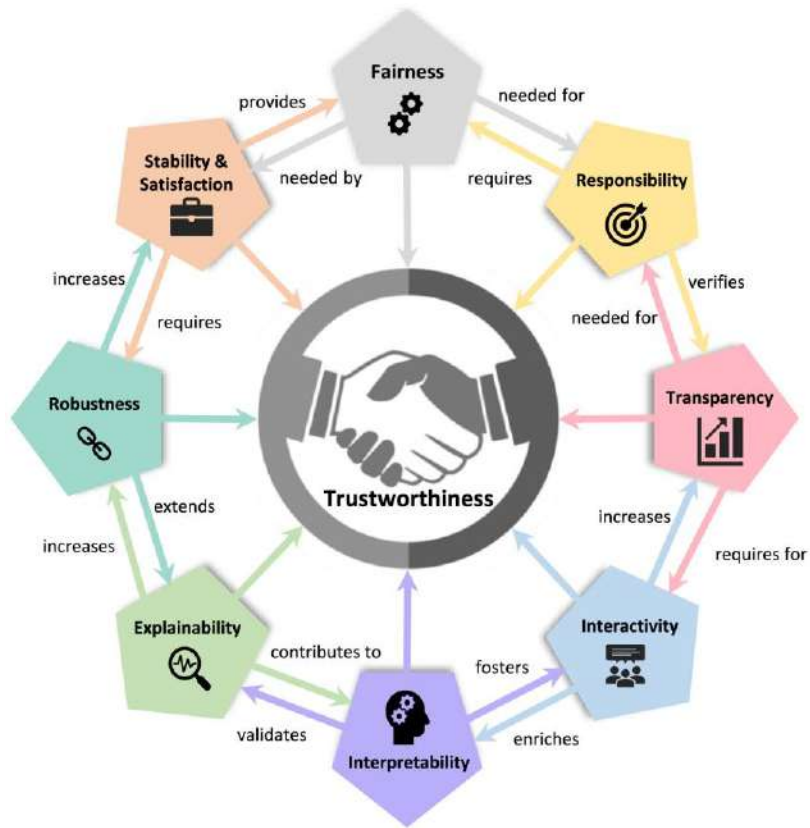 Fairness
provides
needed for
Stability &
Satisfaction
needed by
requires
Responsibility
increases
verifies
requires
needed for
Robustness
Transparency
Trustworthiness
extends
increases
increases
requires for
Explainability
Interactivity
contributes to
fosters
validates
enriches
Interpretability